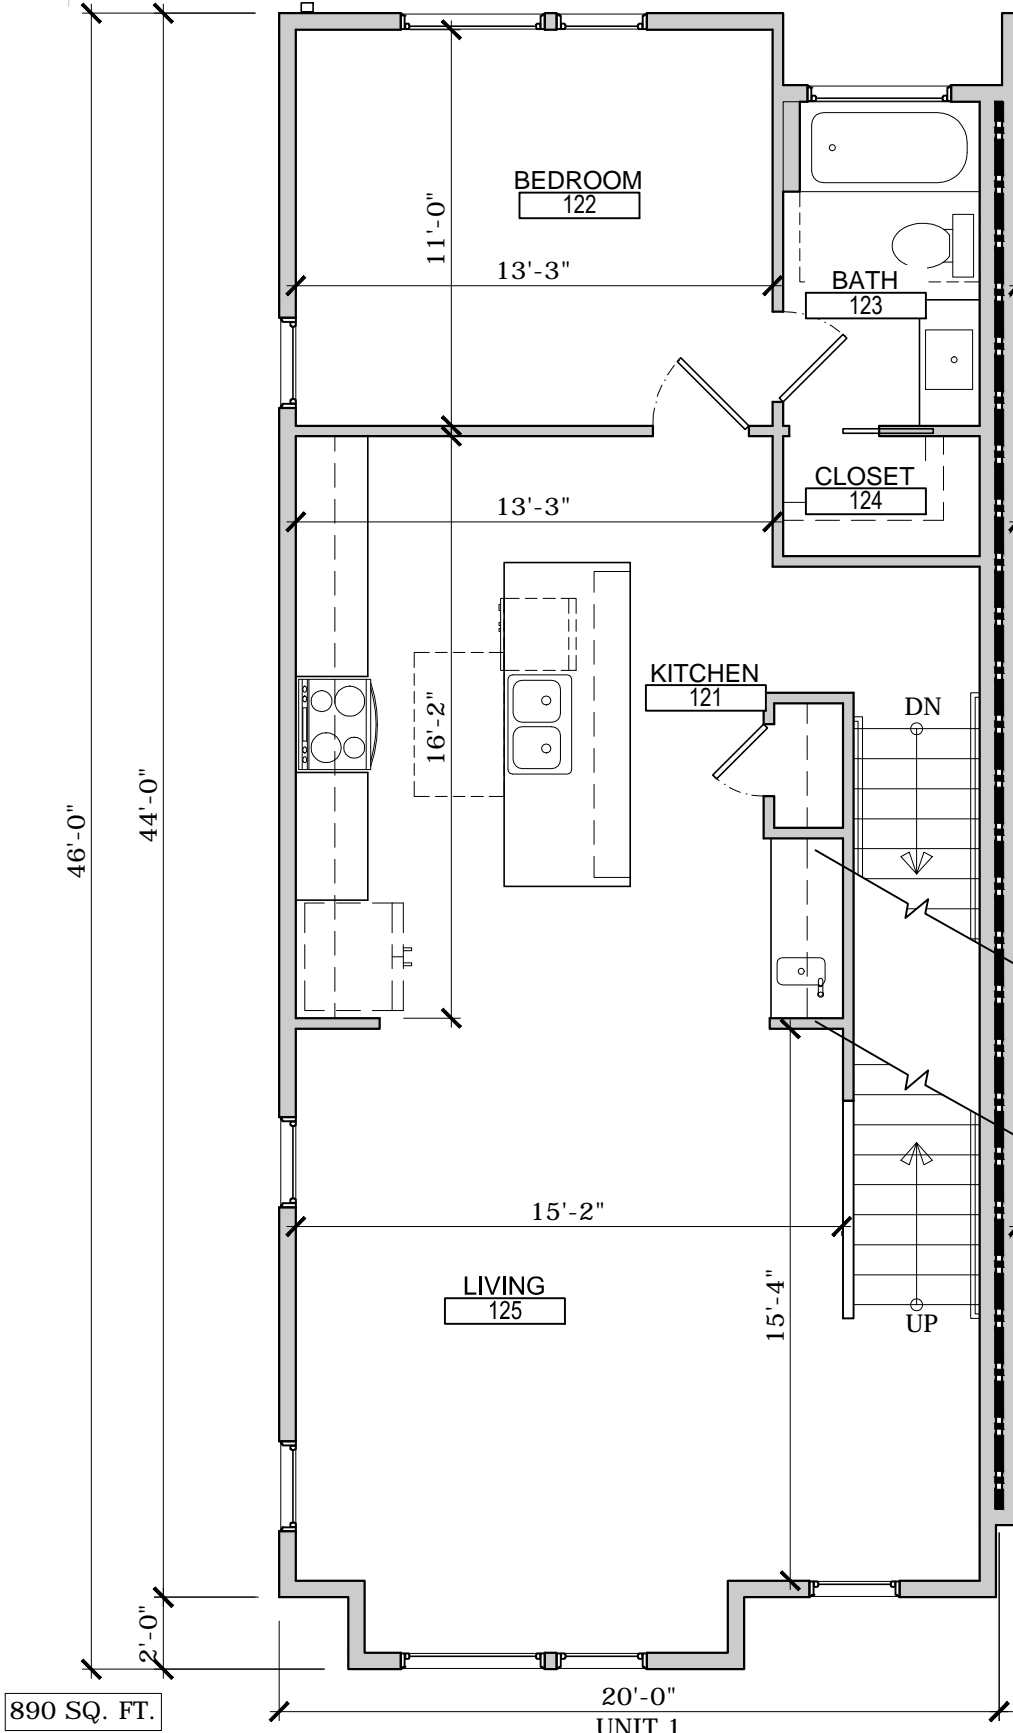 BEDROOM
122
11'-0"
13'-3"
BATH
123
CLOSET
124
13'-3"
KITCHEN
121
16'-2"
DN
46'-0"
44'-0"
15'-2"
LIVING
125
15'-4"
UP
2'-0"
890 SQ. FT.
20'-0"
UNIT 1